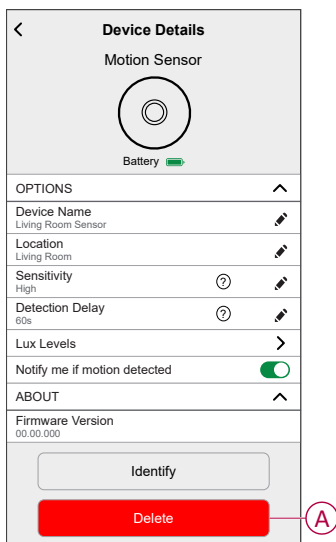 Device Details
Motion Sensor
Battery
OPTIONS
Device Name
Living Room Sensor
Location
Living Room
Sensitivity
High
?
Detection Delay
60s
?
Lux Levels
Notify me if motion detected
ABOUT
Firmware Version
00.00.000
Identify
Delete
A